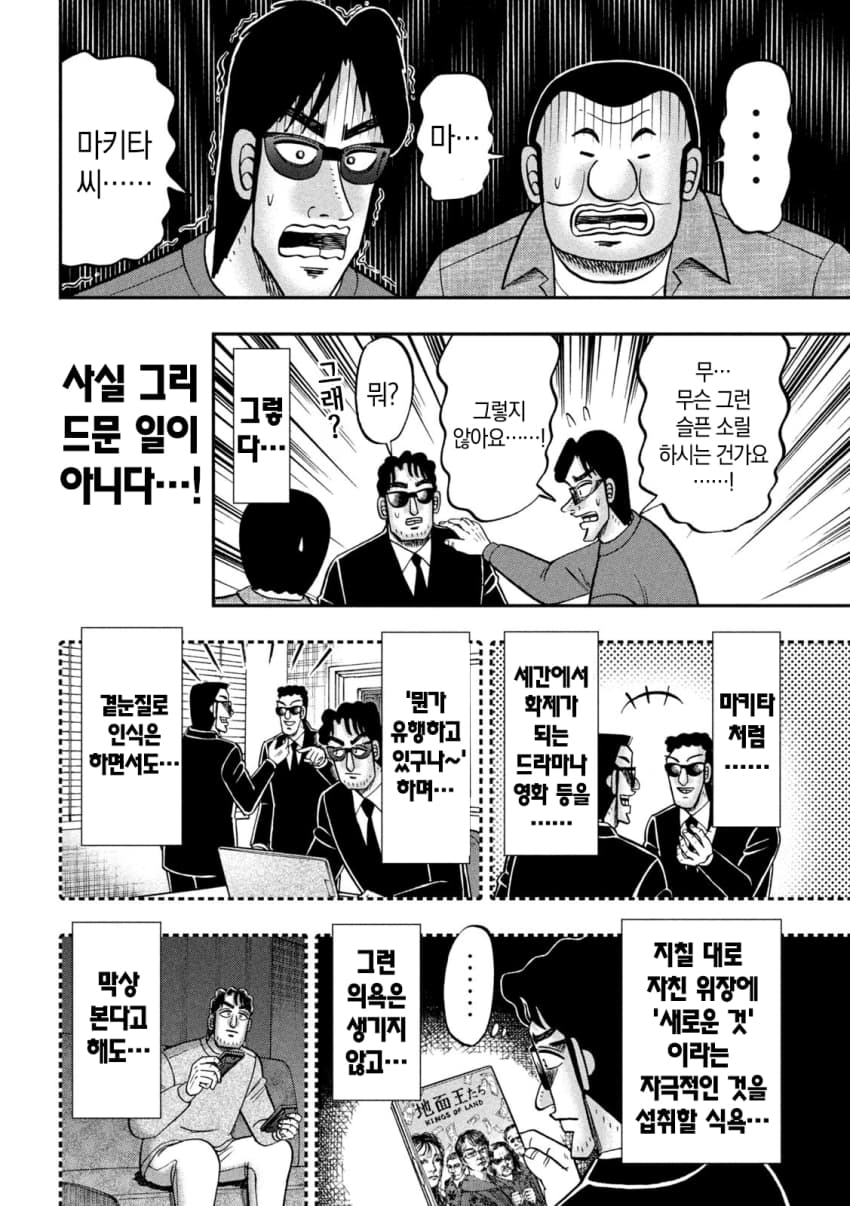 ‥‥
마…
마키타
씨……
무…
무슨 그런
슬픈 소릴
하시는 건가요
……!
그렇지
않아요……!
뭐?
그래?
그렇
다…
사실 그리
드문 일이
아니다…!
마키타
처럼
……
세간에서
화제가
되는
드라마나
영화 등을
……
'뭔가
유행하고
있구나~'
하며…
곁눈질로
인식은
하면서도…
지칠 대로
자친 위장에
'새로운 것'
이라는
자극적인 것을
섭취할 식욕…
‥‥
地面王たち
KINGS OF LAND
그런
의욕은
생기지
않고…
막상
본다고
해도…